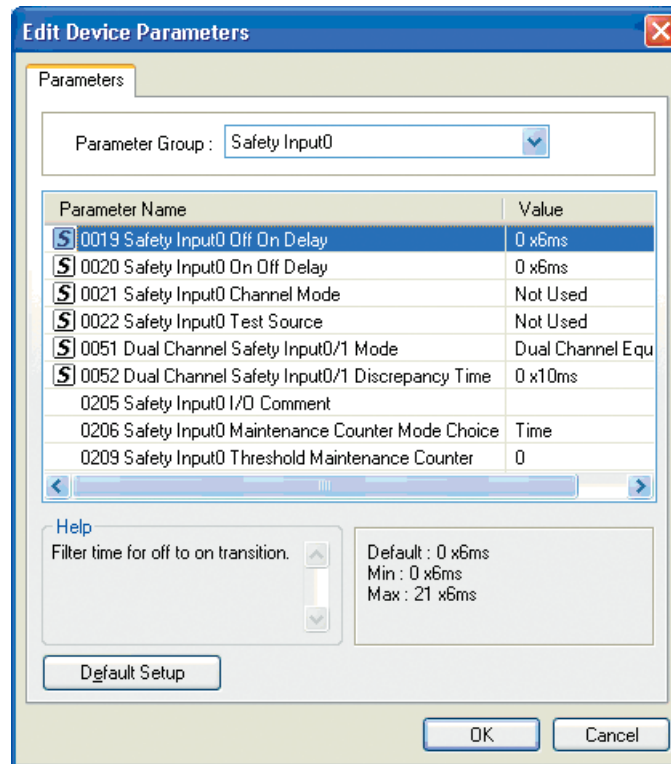 Edit Device Parameters
Parameters
Parameter Group : Safety Input0
Parameter Name Value
S 0019 Safety Input0 Off On Delay 0 x6ms
S 0020 Safety Input0 On Off Delay 0 x6ms
S 0021 Safety Input0 Channel Mode Not Used
S 0022 Safety Input0 Test Source Not Used
S 0051 Dual Channel Safety Input0/1 Mode Dual Channel Equ
S 0052 Dual Channel Safety Input0/1 Discrepancy Time 0 x10ms
0205 Safety Input0 I/O Comment
0206 Safety Input0 Maintenance Counter Mode Choice Time
0209 Safety Input0 Threshold Maintenance Counter 0
Help
Filter time for off to on transition.
Default : 0 x6ms
Min : 0 x6ms
Max : 21 x6ms
Default Setup
OK Cancel